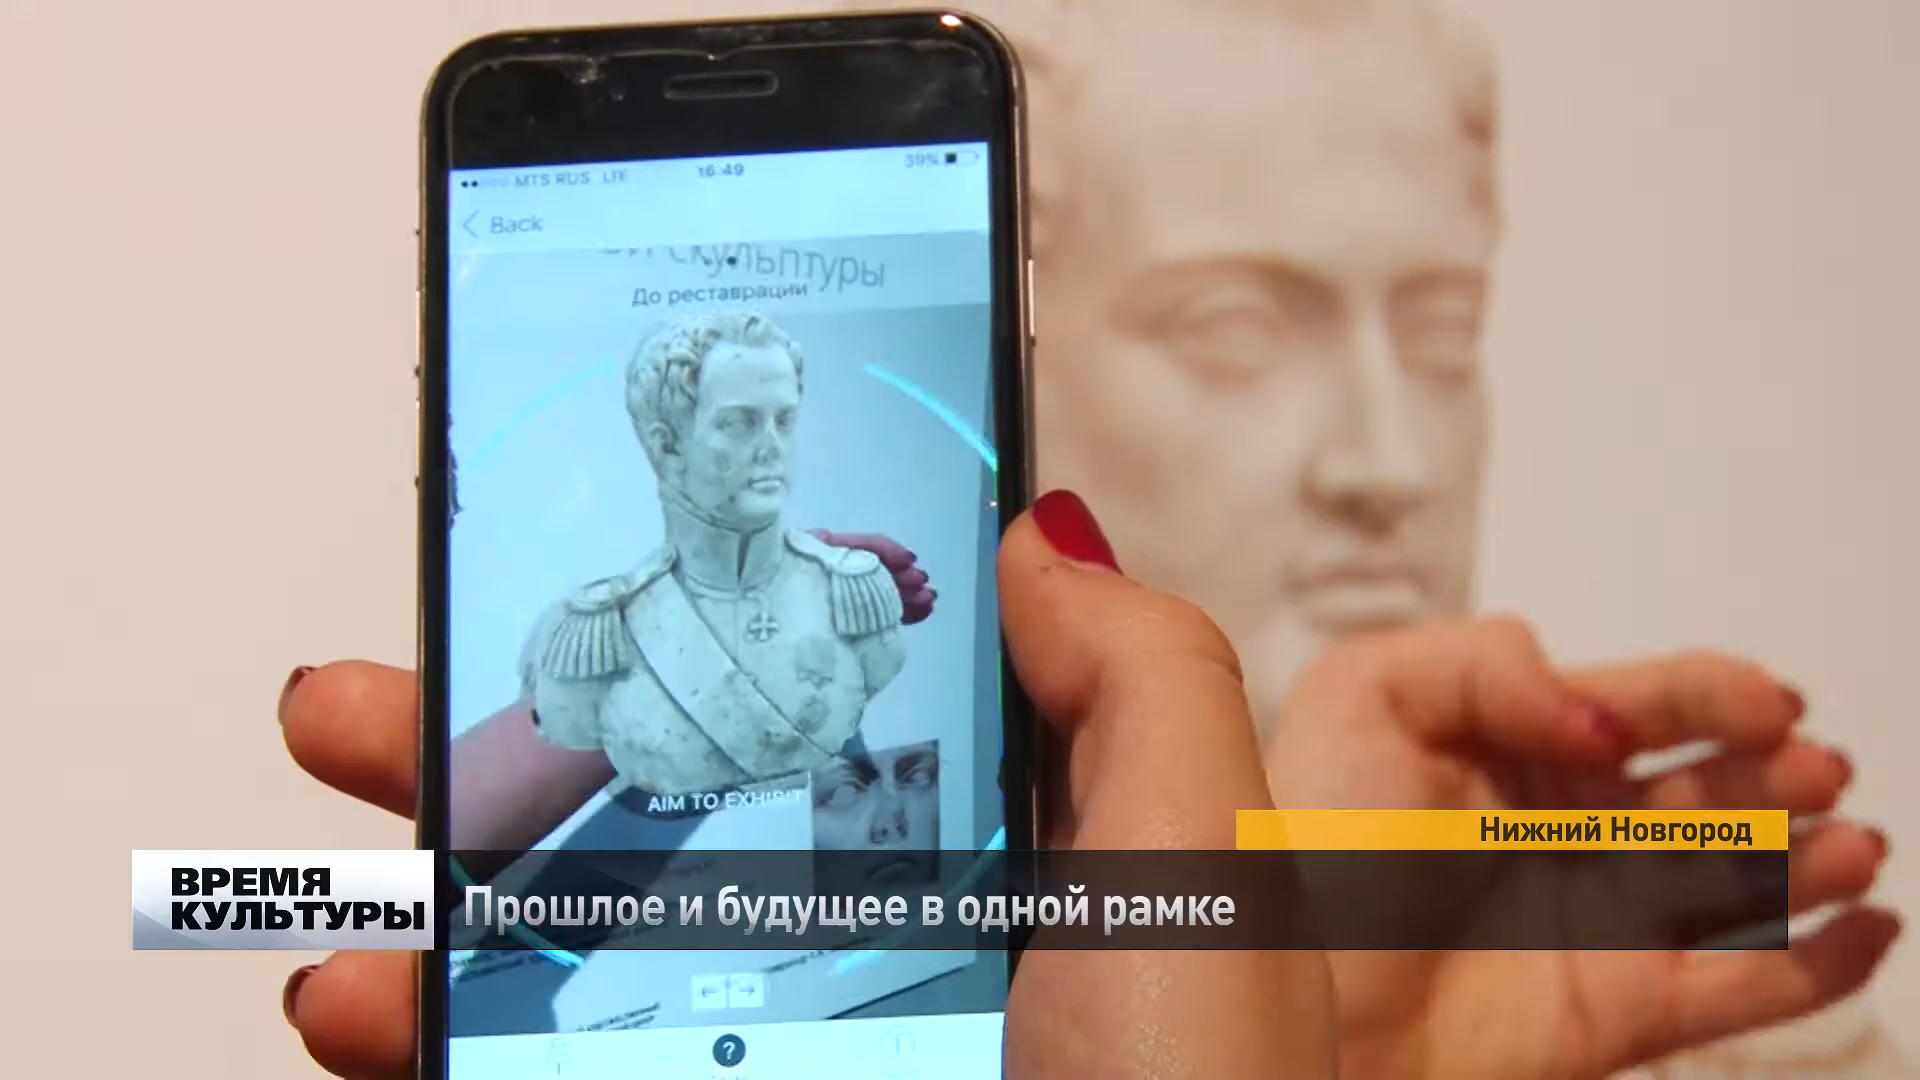 MTS RUS LTE
16:49
39%
Back
скульптуры
До реставрации
AIM TO EXHIBIT
Нижний Новгород
ВРЕМЯ
КУЛЬТУРЫ
Прошлое и будущее в одной рамке
← →
?